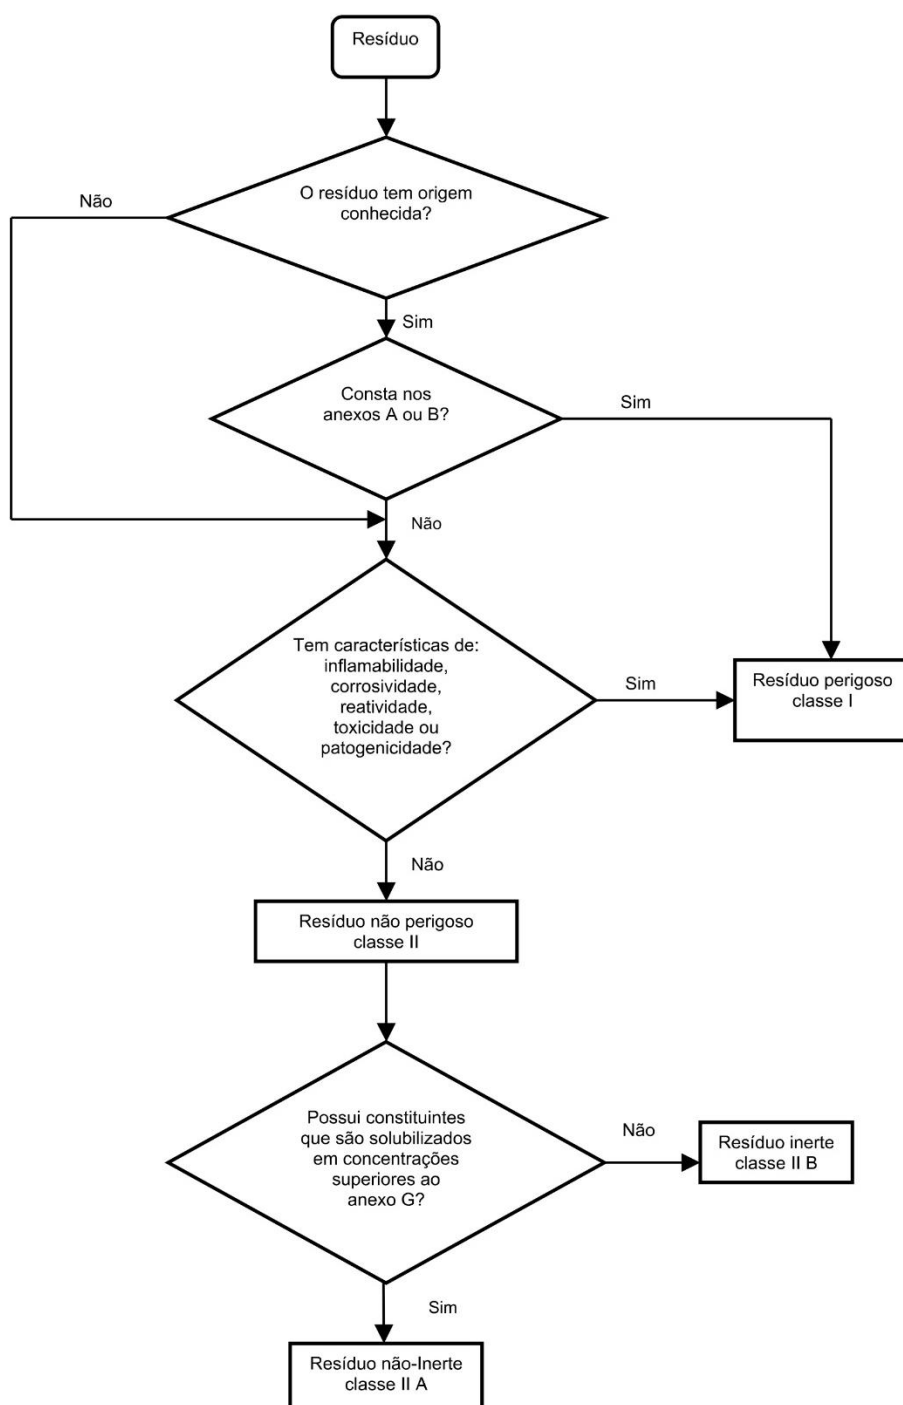 Resíduo
O resíduo tem origem
conhecida?
Não
Sim
Consta nos
anexos A ou B?
Sim
Não
Tem características de:
inflamabilidade,
corrosividade,
reatividade,
toxicidade ou
patogenicidade?
Sim
Resíduo perigoso
classe I
Não
Resíduo não perigoso
classe II
Possui constituintes
que são solubilizados
em concentrações
superiores ao
anexo G?
Não
Resíduo inerte
classe II B
Sim
Resíduo não-Inerte
classe II A